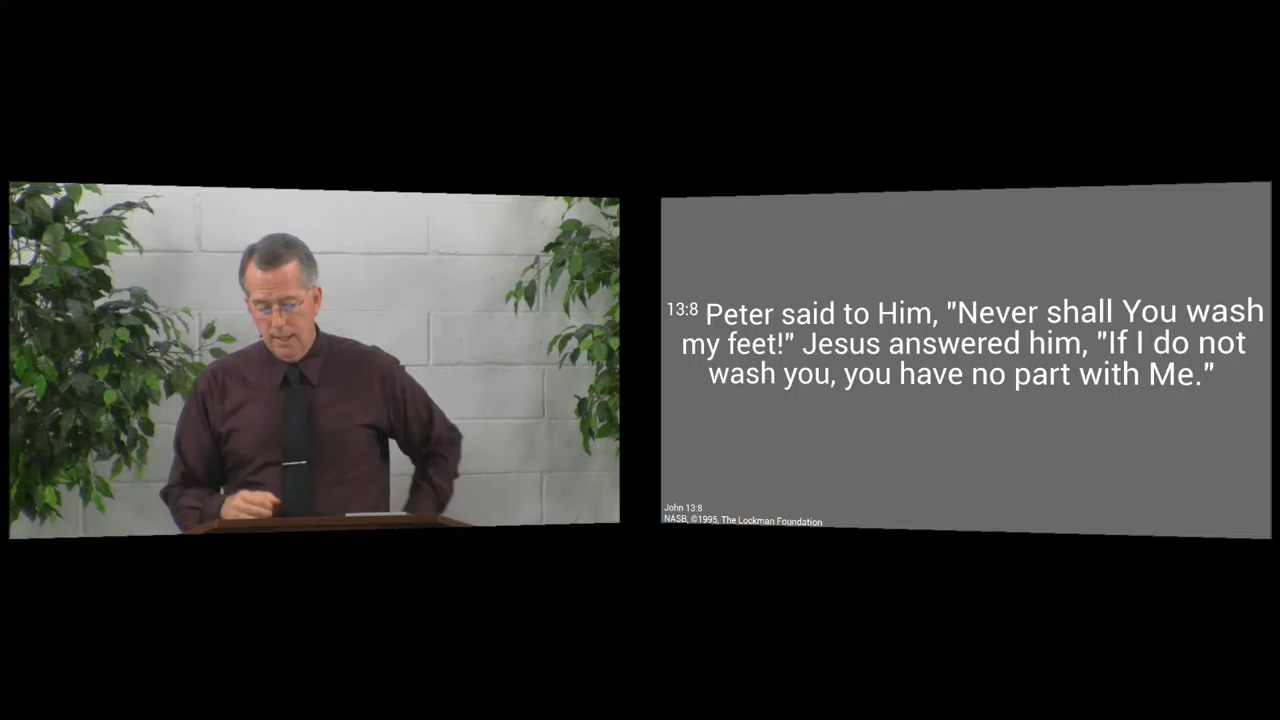 13:8 Peter said to Him, "Never shall You wash
my feet!" Jesus answered him, "If I do not
wash you, you have no part with Me."
John 13:8
NASB, ©1995, The Lockman Foundation